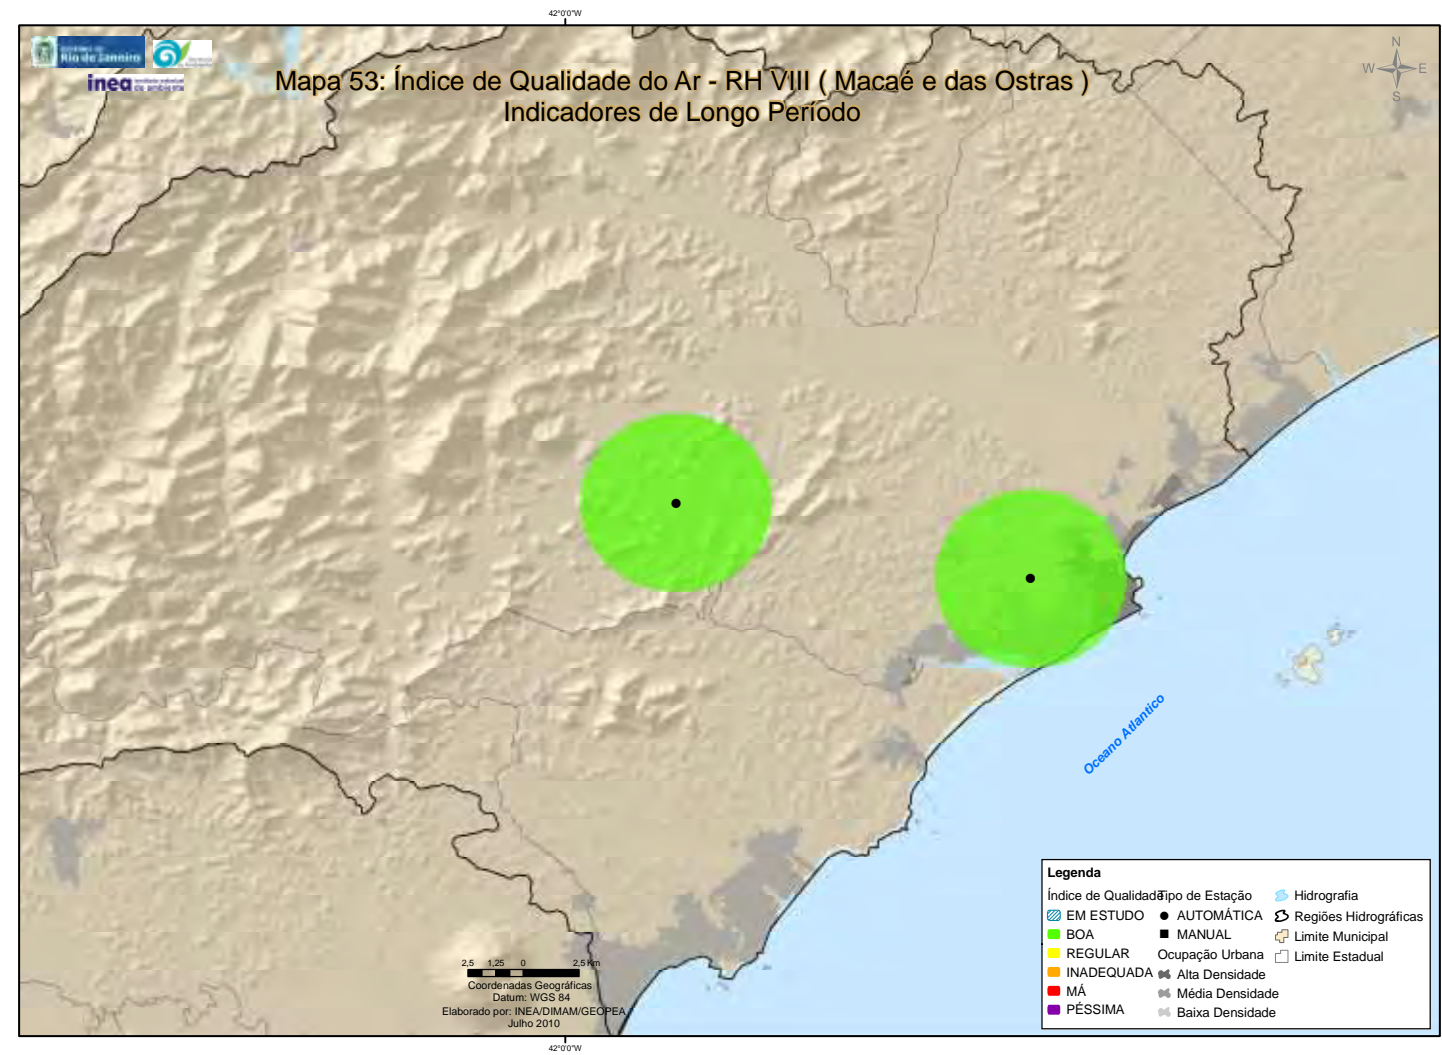 42°0'0"W
GOVERNO DO
Rio de Janeiro
inea instituto estadual do ambiente
Mapa 53: Índice de Qualidade do Ar - RH VIII ( Macaé e das Ostras )
Indicadores de Longo Período
N
W E
S
Oceano Atlantico
Legenda
Índice de Qualidade
EM ESTUDO
BOA
REGULAR
INADEQUADA
MÁ
PÉSSIMA
Tipo de Estação
AUTOMÁTICA
MANUAL
Ocupação Urbana
Alta Densidade
Média Densidade
Baixa Densidade
Hidrografia
Regiões Hidrográficas
Limite Municipal
Limite Estadual
2,5 1,25 0 2,5 Km
Coordenadas Geográficas
Datum: WGS 84
Elaborado por: INEA/DIMAM/GEOPEA
Julho 2010
42°0'0"W